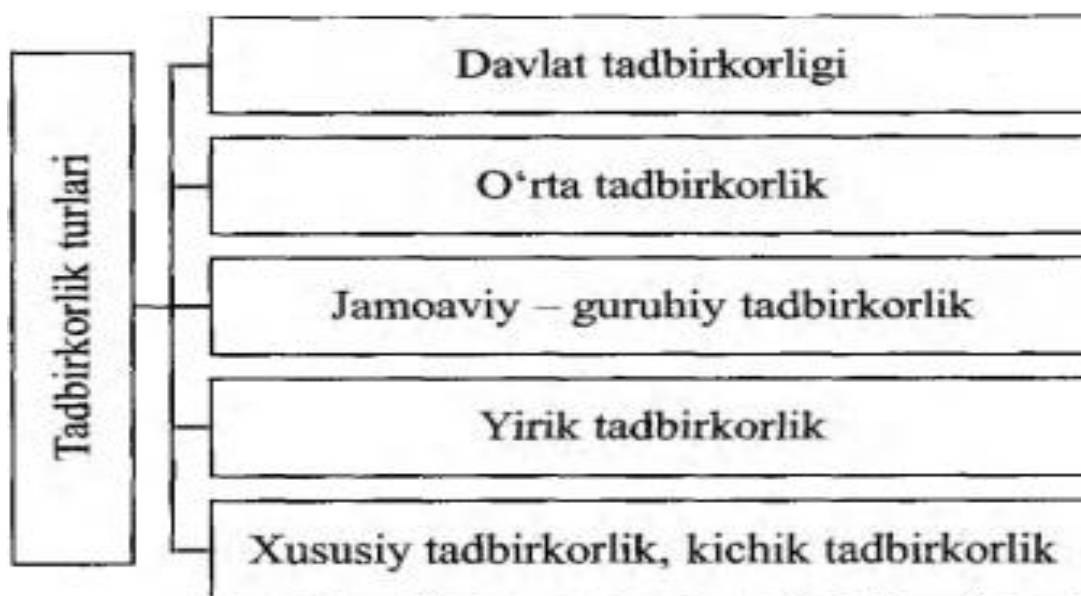 Tadbirkorlik turlari
Davlat tadbirkorligi
O‘rta tadbirkorlik
Jamoaviy – guruhiy tadbirkorlik
Yirik tadbirkorlik
Xususiy tadbirkorlik, kichik tadbirkorlik